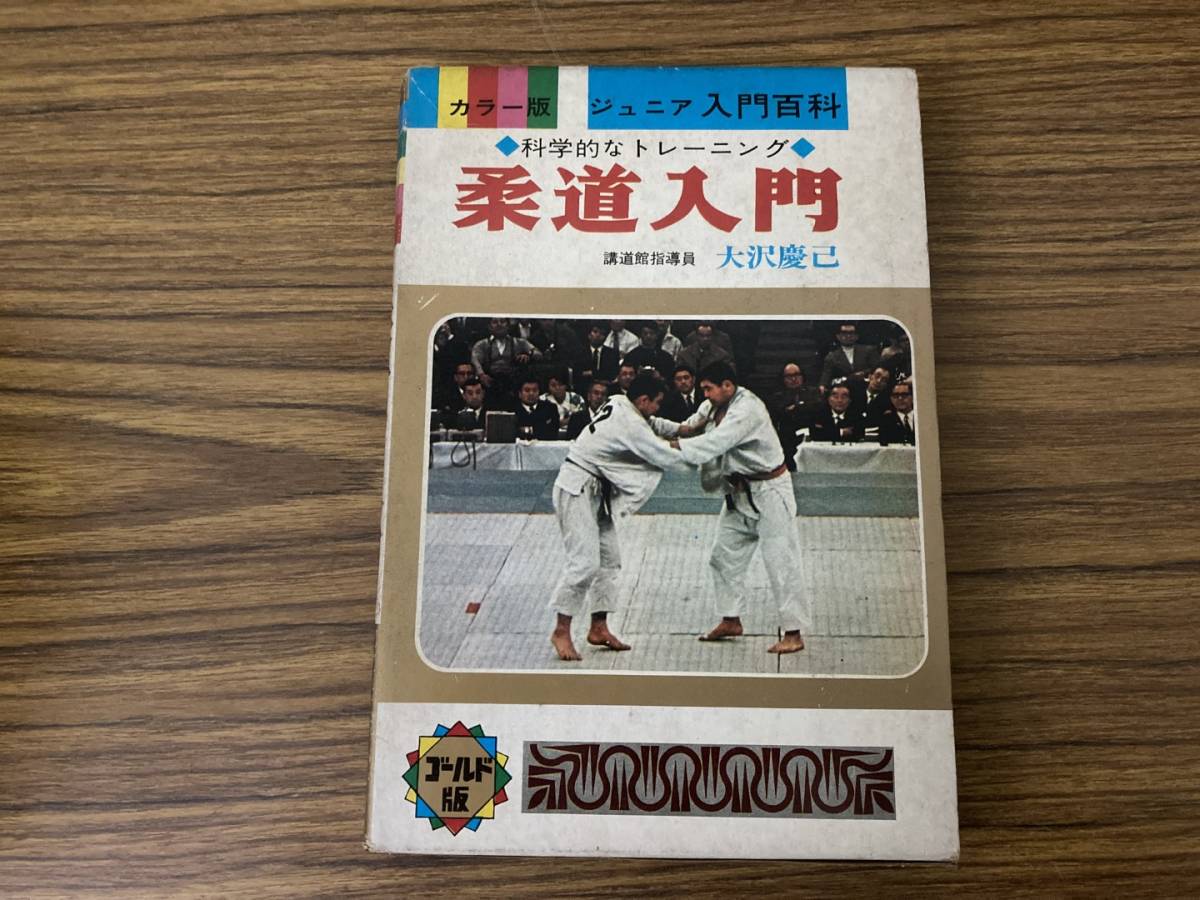 カラー版 ジュニア入門百科
◆科学的なトレーニング◆
柔道入門
講道館指導員 大沢慶己
ゴールド
版